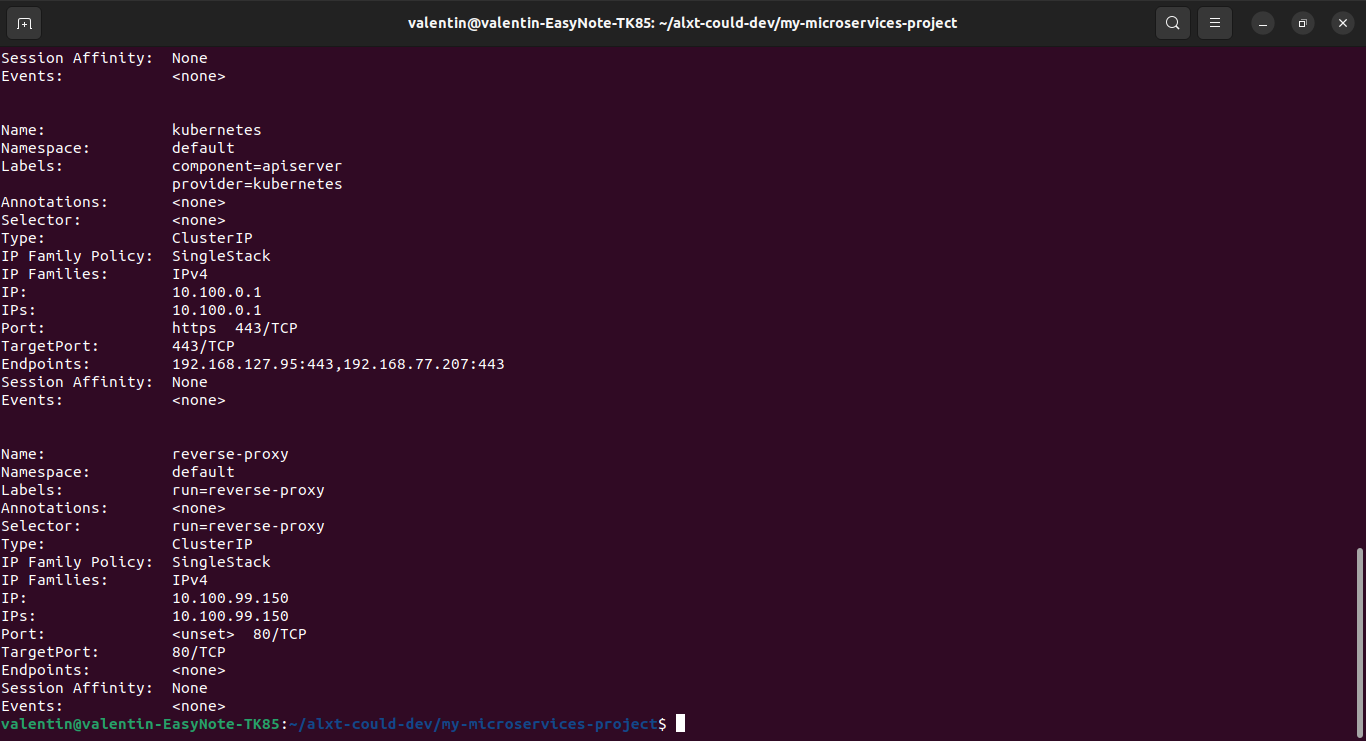 valentin@valentin-EasyNote-TK85: ~/alxt-could-dev/my-microservices-project
Session Affinity:  None
Events:            <none>
Name:              kubernetes
Namespace:         default
Labels:            component=apiserver
                   provider=kubernetes
Annotations:       <none>
Selector:          <none>
Type:              ClusterIP
IP Family Policy:  SingleStack
IP Families:       IPv4
IP:                10.100.0.1
IPs:               10.100.0.1
Port:              https  443/TCP
TargetPort:        443/TCP
Endpoints:         192.168.127.95:443,192.168.77.207:443
Session Affinity:  None
Events:            <none>
Name:              reverse-proxy
Namespace:         default
Labels:            run=reverse-proxy
Annotations:       <none>
Selector:          run=reverse-proxy
Type:              ClusterIP
IP Family Policy:  SingleStack
IP Families:       IPv4
IP:                10.100.99.150
IPs:               10.100.99.150
Port:              <unset>  80/TCP
TargetPort:        80/TCP
Endpoints:         <none>
Session Affinity:  None
Events:            <none>
valentin@valentin-EasyNote-TK85:~/alxt-could-dev/my-microservices-project$